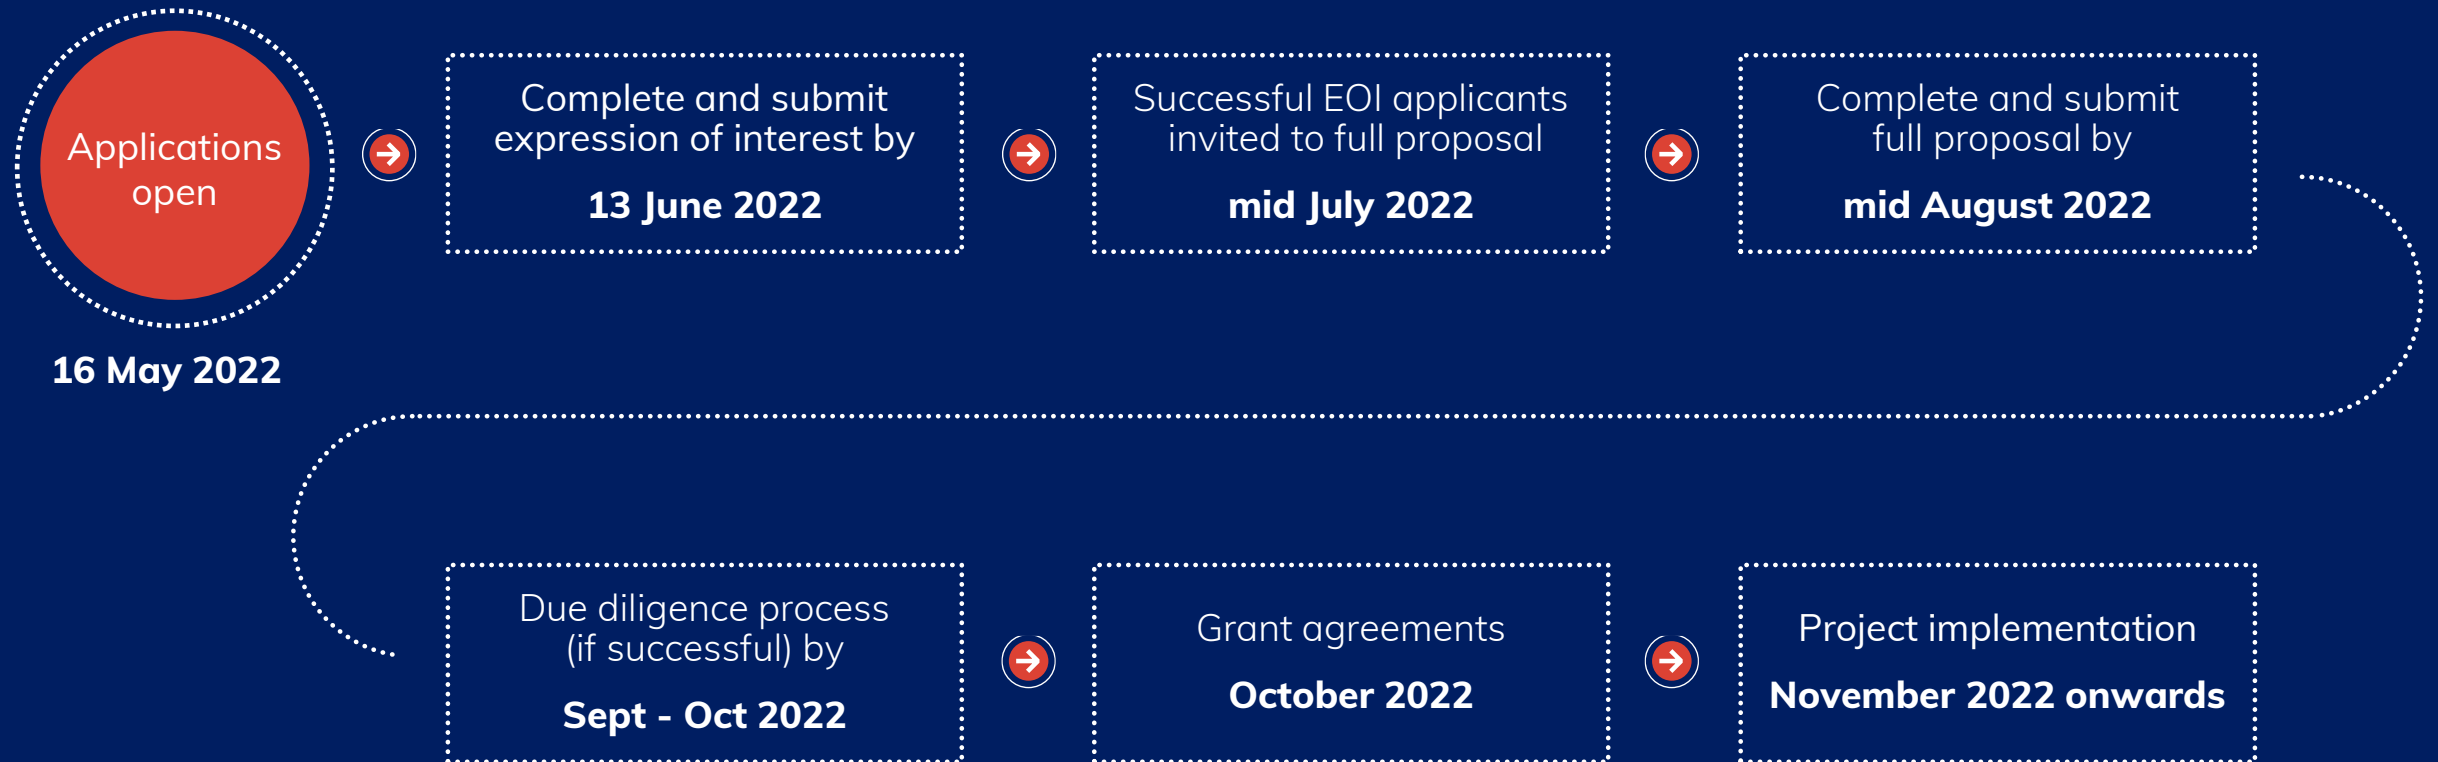 Applications
open
16 May 2022
Complete and submit
expression of interest by
13 June 2022
Successful EOI applicants
invited to full proposal
mid July 2022
Complete and submit
full proposal by
mid August 2022
Due diligence process
(if successful) by
Sept - Oct 2022
Grant agreements
October 2022
Project implementation
November 2022 onwards